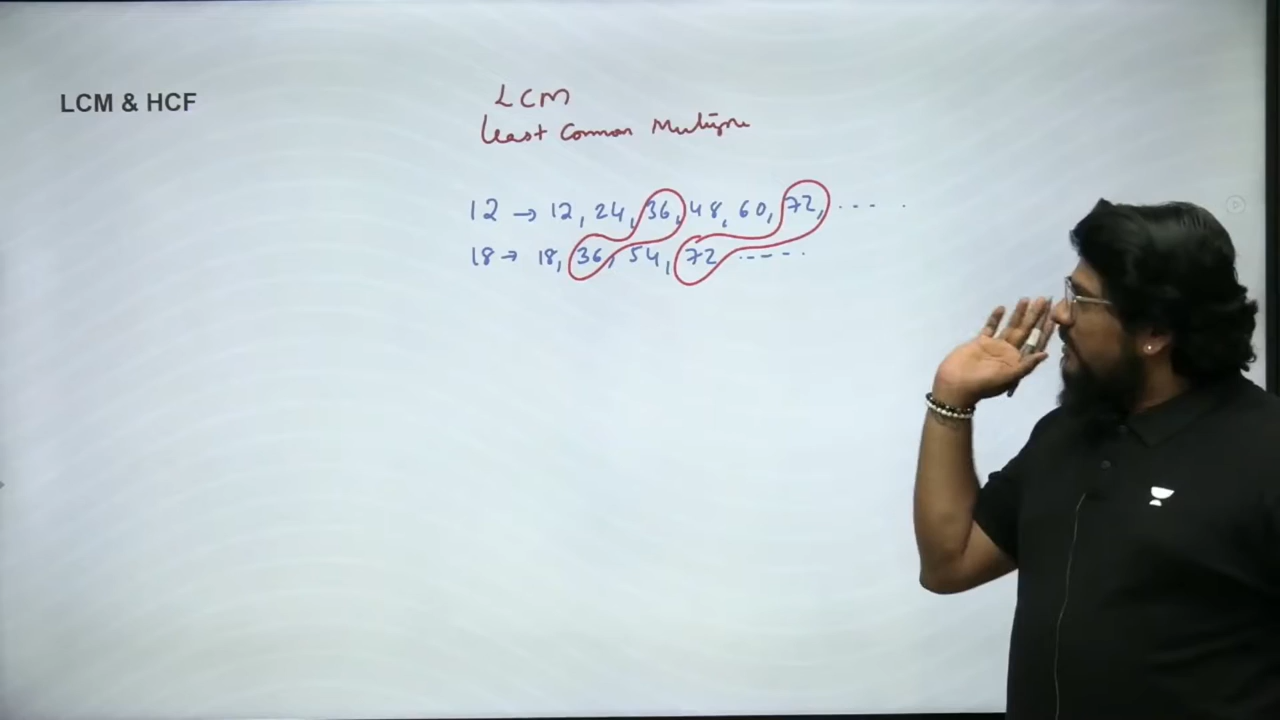 LCM & HCF
LCM
Least Common Multiple
12 → 12, 24, 36, 48, 60, 72, ... .
18 → 18, 36, 54, 72 -----